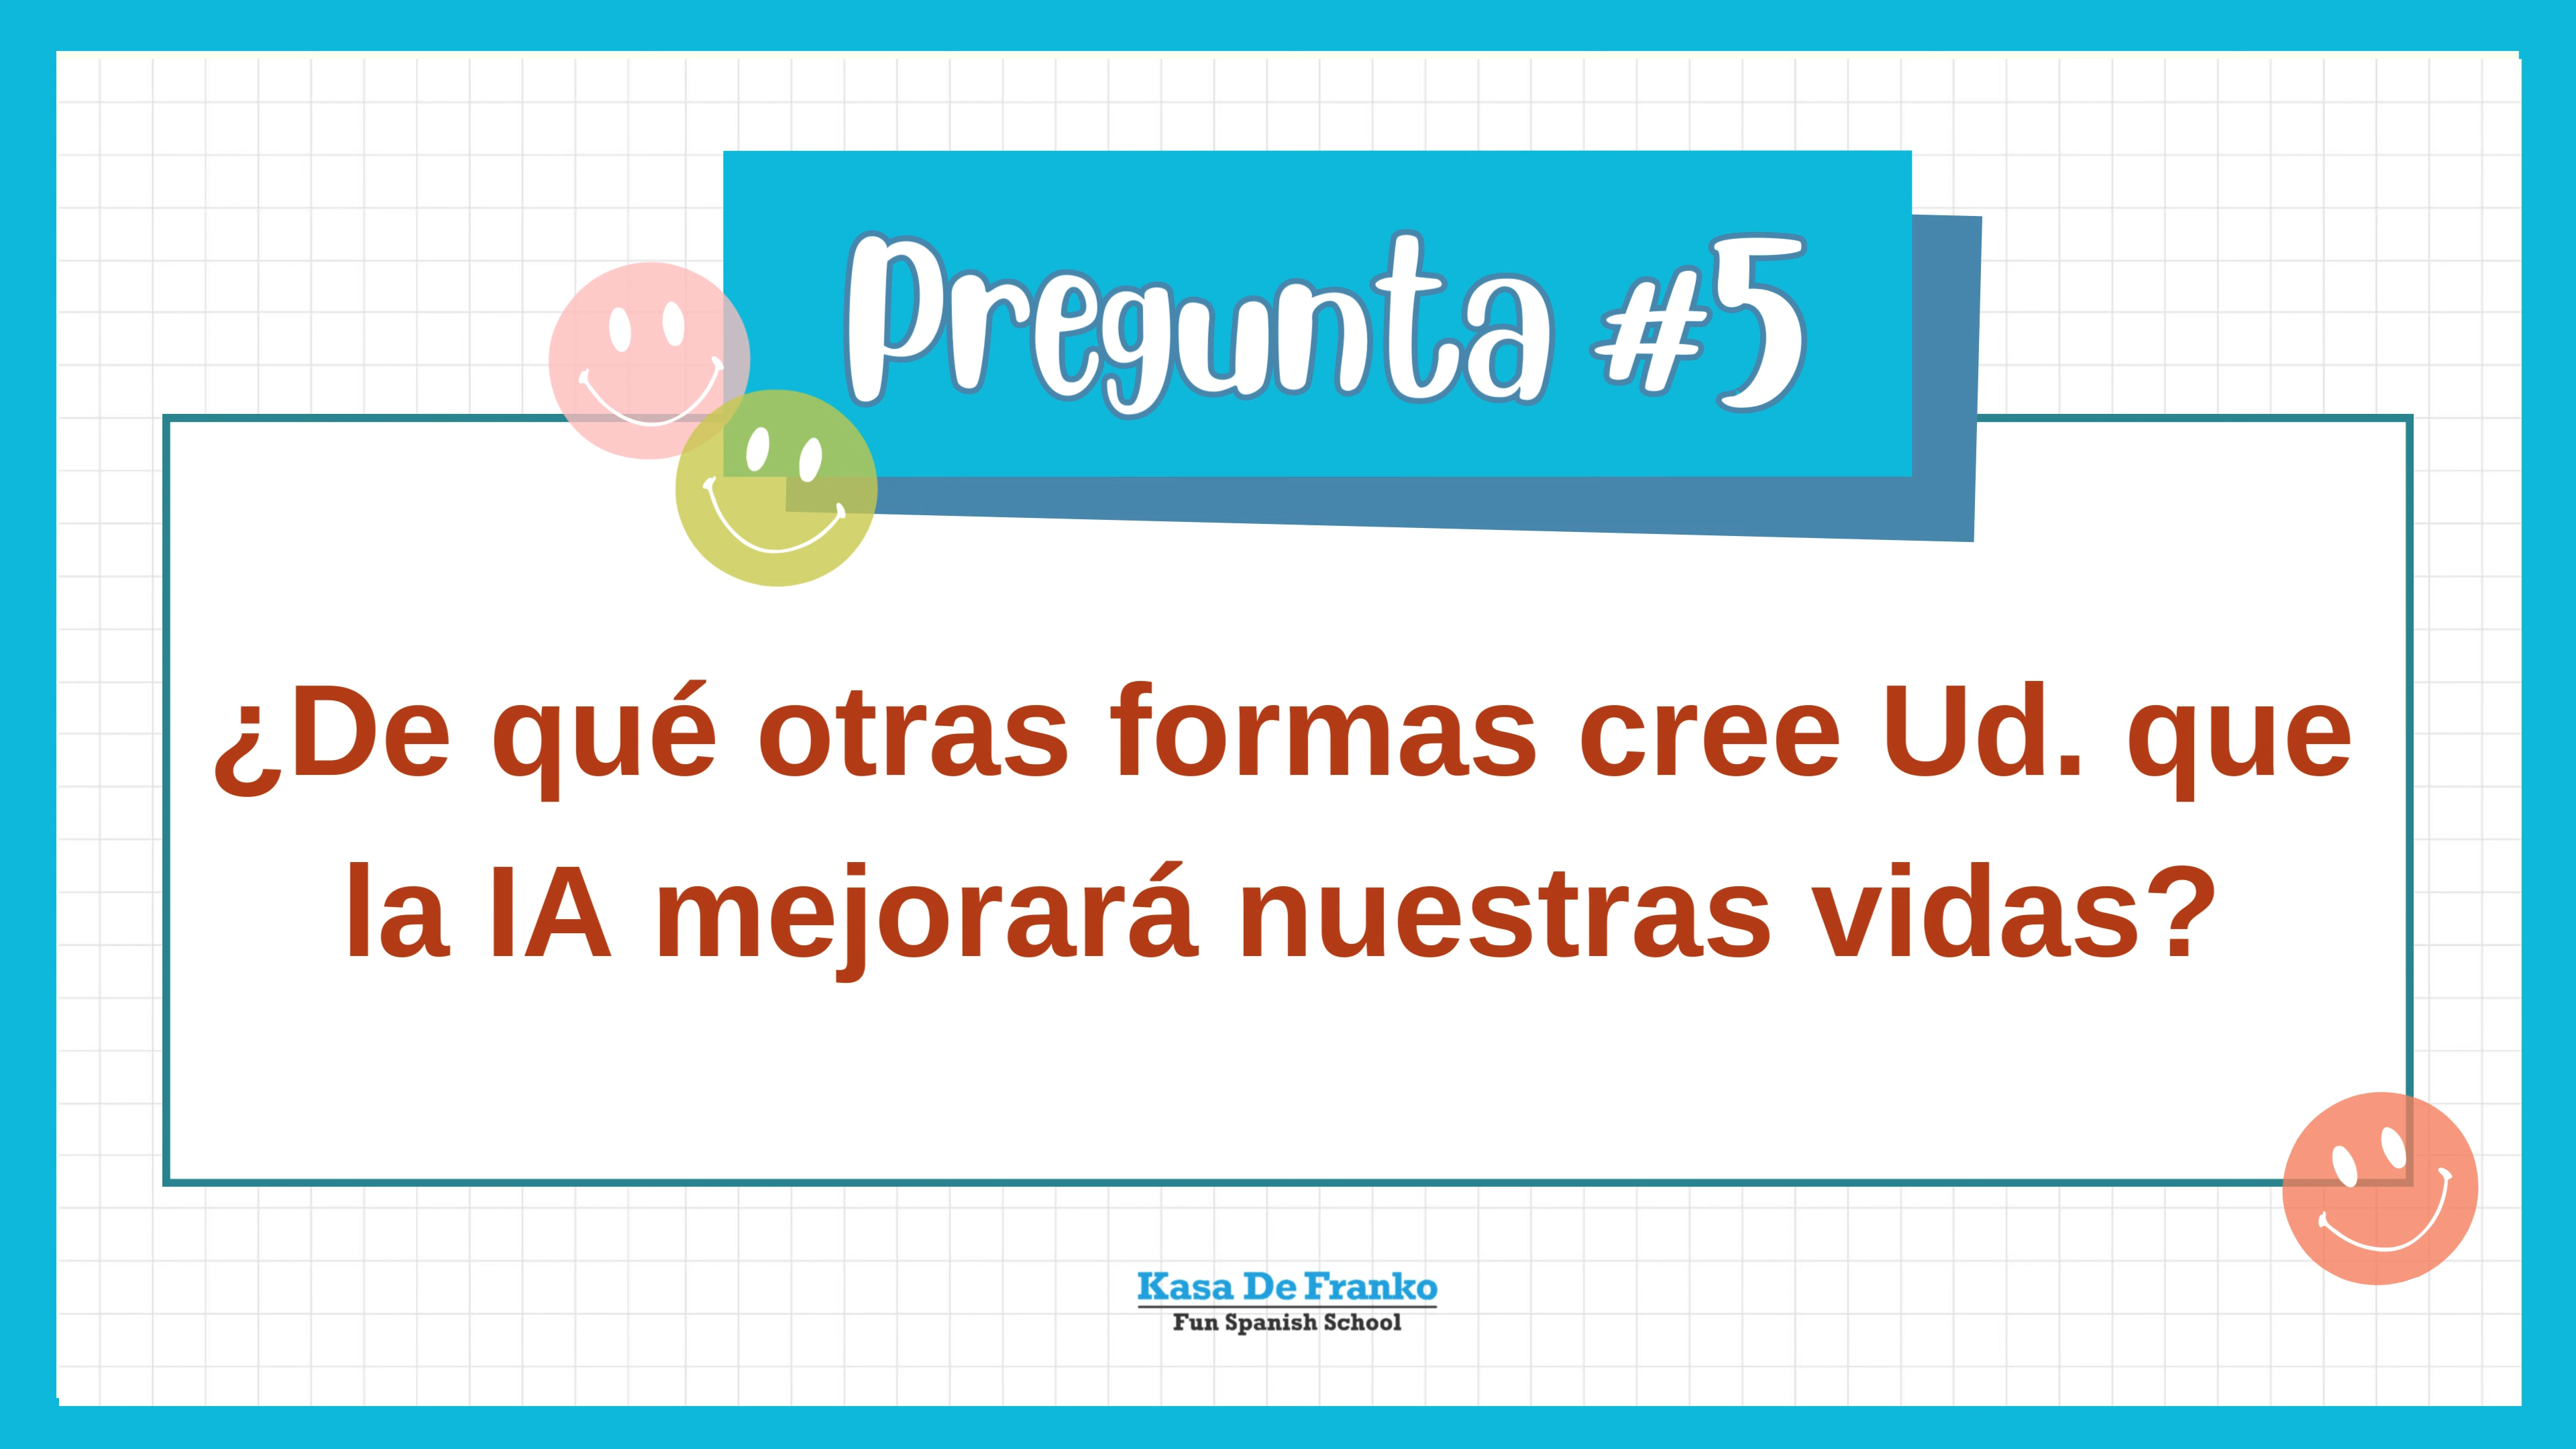 Pregunta #5
¿De qué otras formas cree Ud. que
la IA mejorará nuestras vidas?
Kasa De Franko
Fun Spanish School